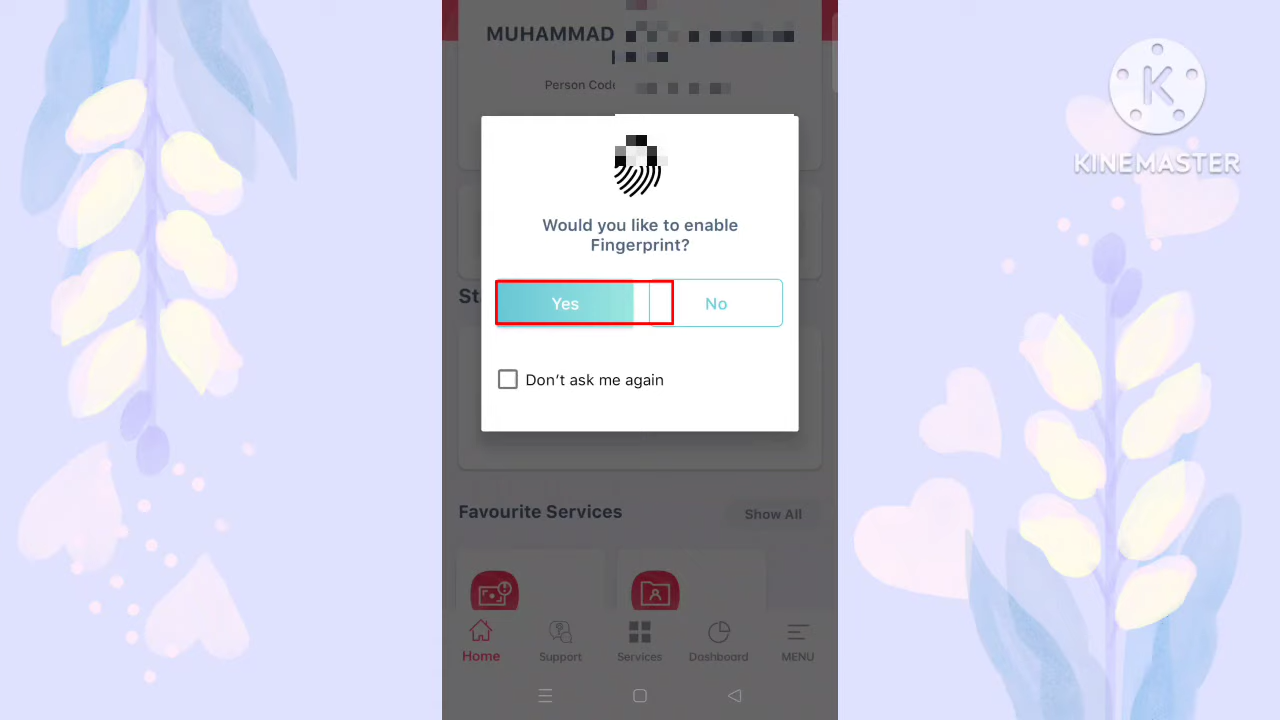 MUHAMMAD
Person Code
Would you like to enable
Fingerprint?
Yes
No
Don't ask me again
St
Favourite Services
Show All
Home
Support
Services
Dashboard
MENU
K
KINEMASTER